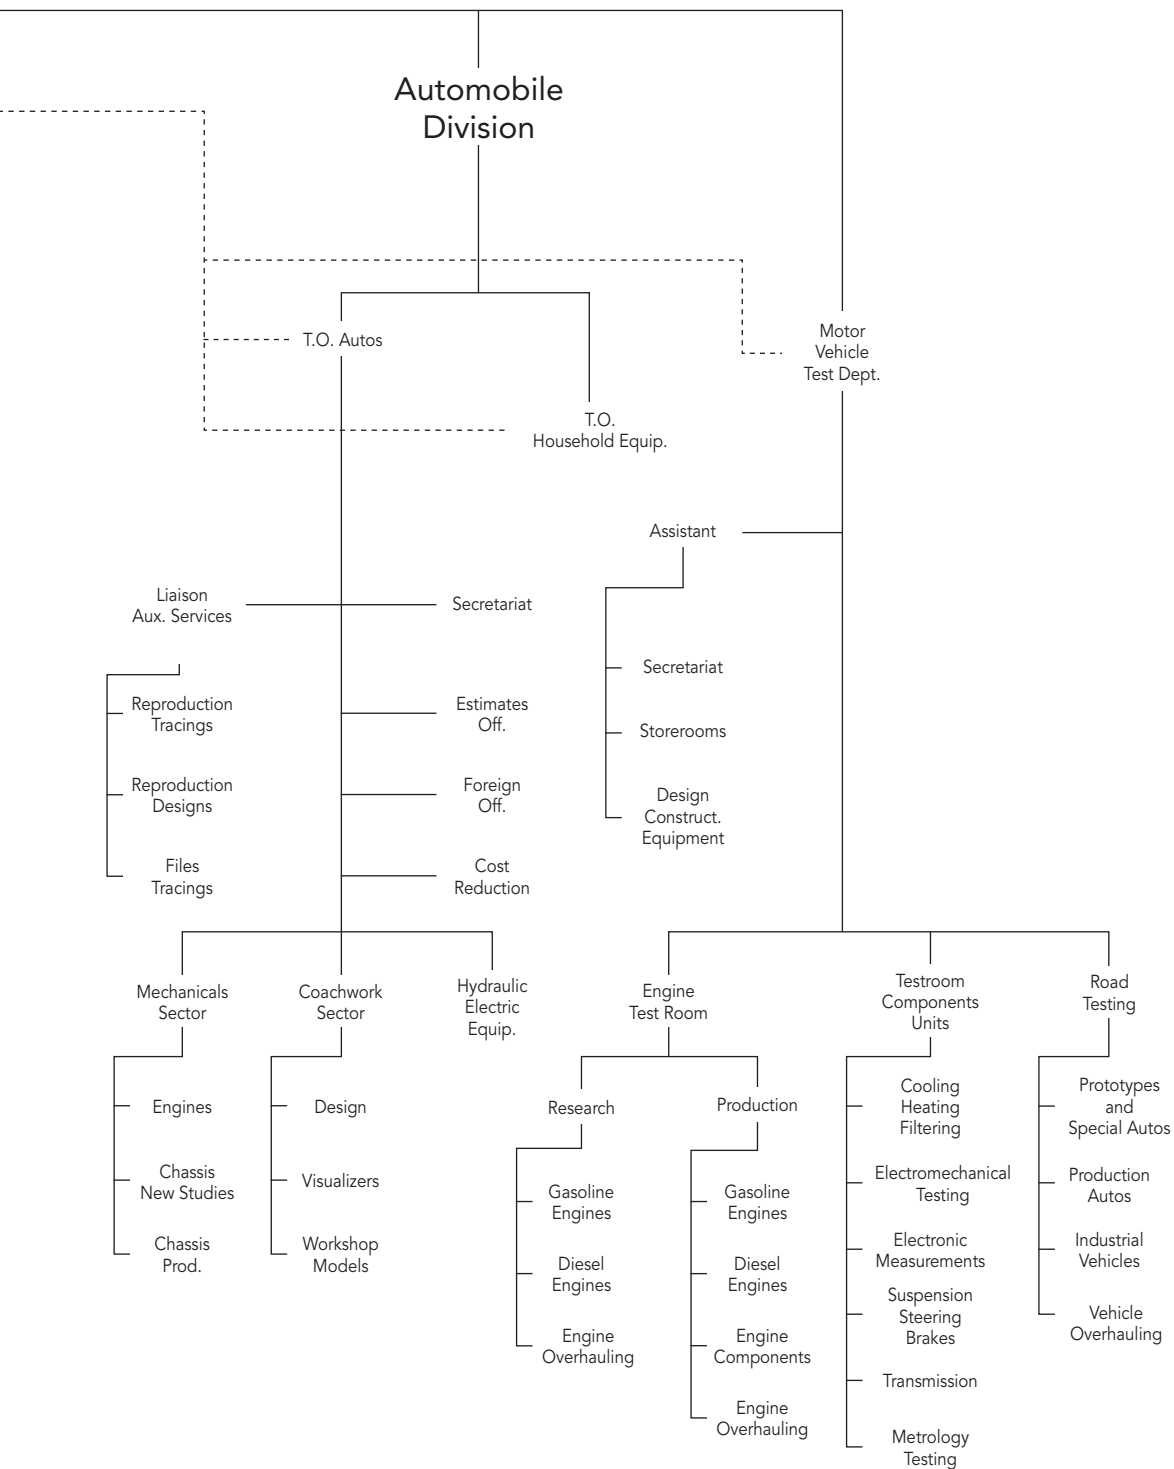 Automobile
Division
T.O. Autos
Motor
Vehicle
Test Dept.
T.O.
Household Equip.
Assistant
Liaison
Aux. Services
Secretariat
Secretariat
Reproduction
Tracings
Estimates
Off.
Storerooms
Reproduction
Designs
Foreign
Off.
Design
Construct.
Equipment
Files
Tracings
Cost
Reduction
Mechanicals
Sector
Coachwork
Sector
Hydraulic
Electric
Equip.
Engine
Test Room
Testroom
Components
Units
Road
Testing
Engines
Chassis
New Studies
Chassis
Prod.
Design
Visualizers
Workshop
Models
Research
Gasoline
Engines
Diesel
Engines
Engine
Overhauling
Production
Gasoline
Engines
Diesel
Engines
Engine
Components
Engine
Overhauling
Cooling
Heating
Filtering
Electromechanical
Testing
Electronic
Measurements
Suspension
Steering
Brakes
Transmission
Metrology
Testing
Prototypes
and
Special Autos
Production
Autos
Industrial
Vehicles
Vehicle
Overhauling